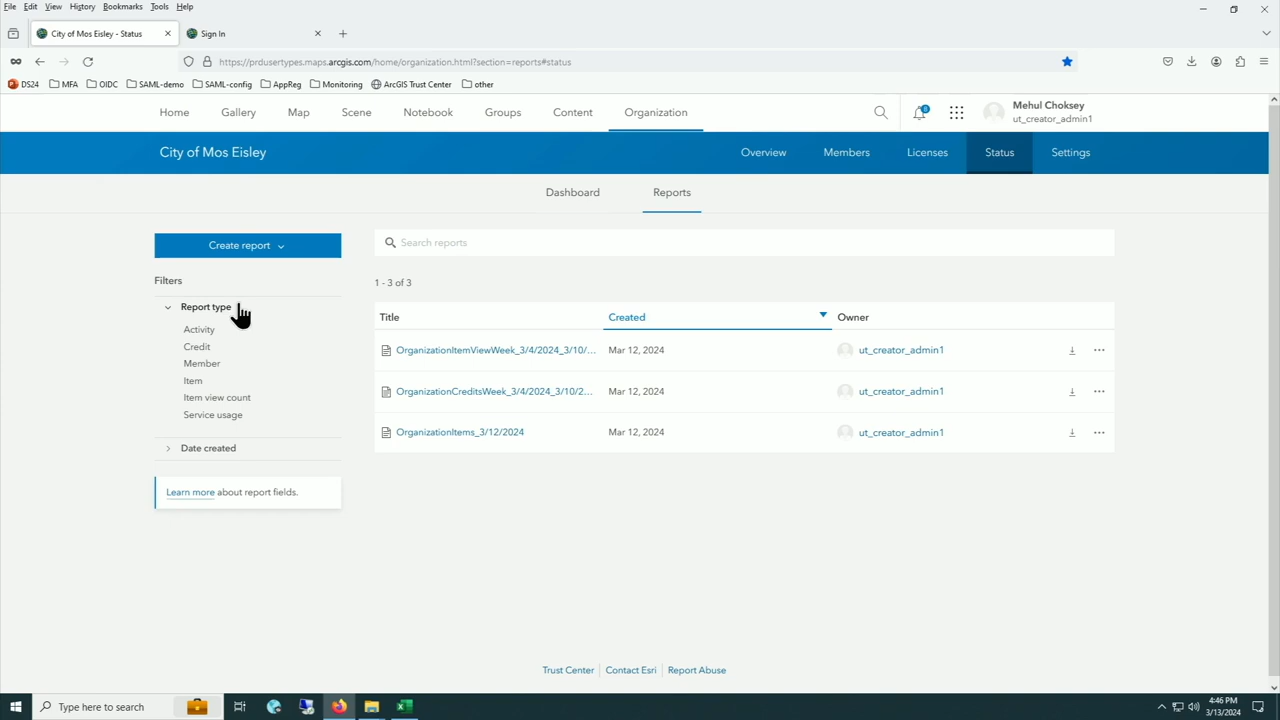 File Edit View History Bookmarks Tools Help
City of Mos Eisley - Status
Sign In
https://prdusertypes.maps.arcgis.com/home/organization.html?section=reports#status
DS24 MFA OIDC SAML-demo SAML-config AppReg Monitoring ArcGIS Trust Center other
Home Gallery Map Scene Notebook Groups Content Organization
Mehul Choksey
ut_creator_admin1
City of Mos Eisley
Overview Members Licenses Status Settings
Dashboard Reports
Create report
Search reports
Filters
1 - 3 of 3
Report type
Activity
Credit
Member
Item
Item view count
Service usage
Date created
Learn more about report fields.
Title Created Owner
OrganizationItemViewWeek_3/4/2024_3/10/... Mar 12, 2024 ut_creator_admin1
OrganizationCreditsWeek_3/4/2024_3/10/2... Mar 12, 2024 ut_creator_admin1
OrganizationItems_3/12/2024 Mar 12, 2024 ut_creator_admin1
Trust Center Contact Esri Report Abuse
Type here to search
4:46 PM
3/13/2024